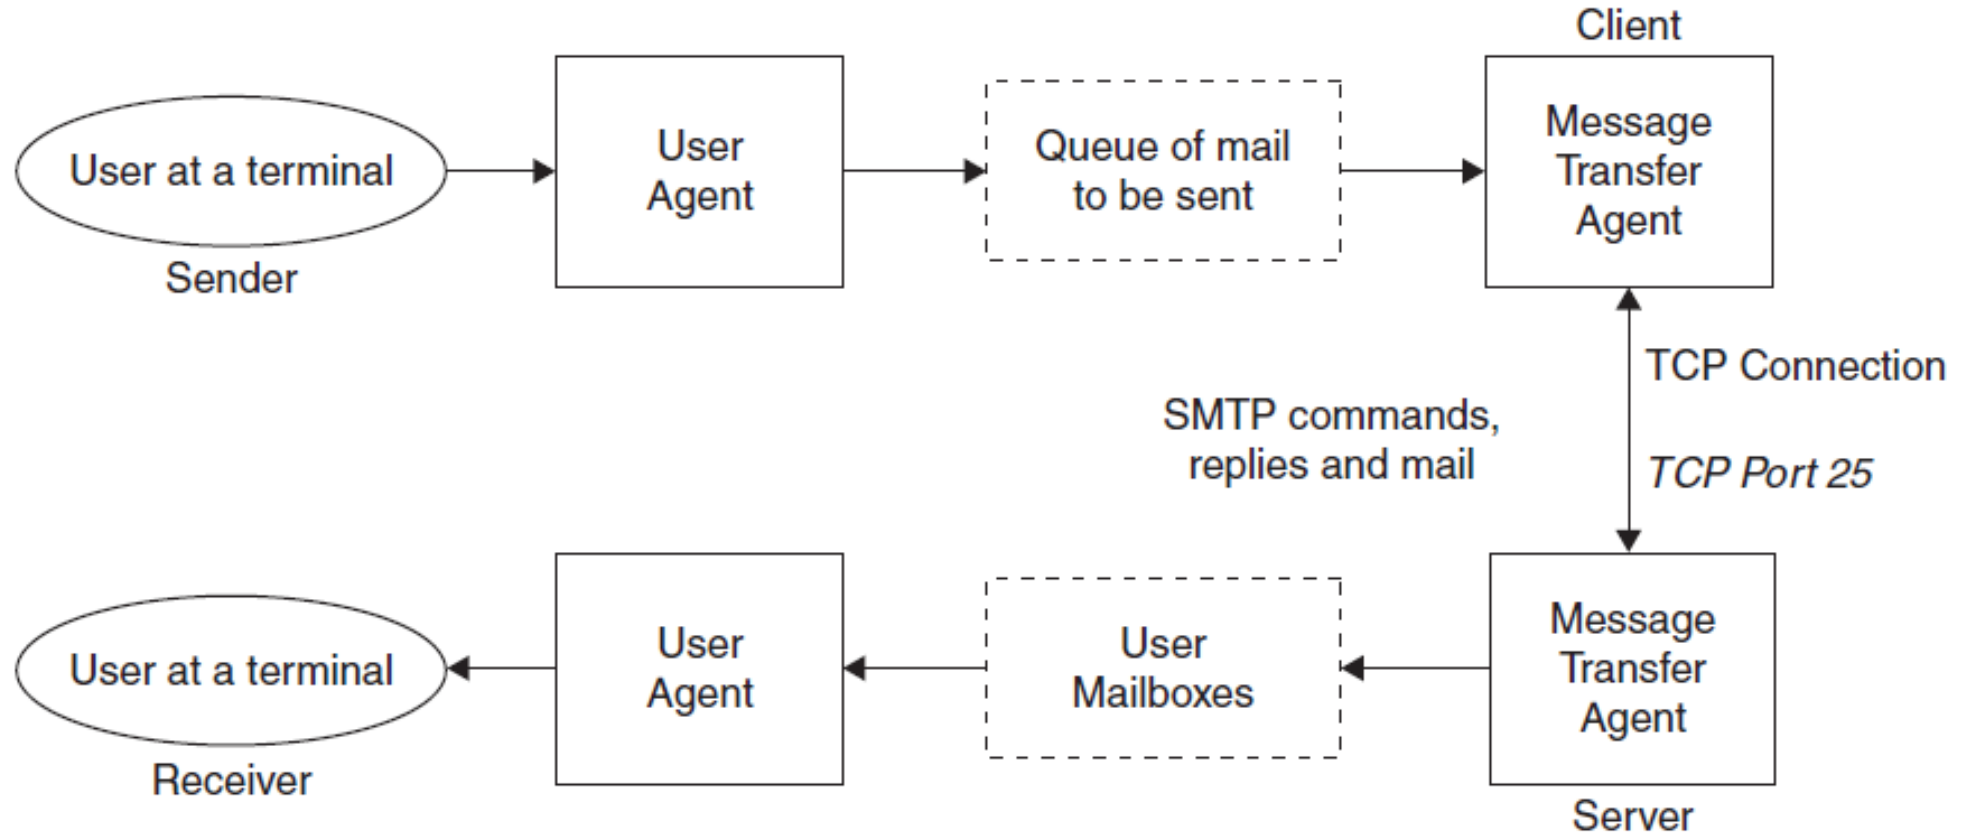 Client
User at a terminal
User
Agent
Queue of mail
to be sent
Message
Transfer
Agent
Sender
TCP Connection
SMTP commands,
replies and mail
TCP Port 25
User at a terminal
User
Agent
User
Mailboxes
Message
Transfer
Agent
Receiver
Server